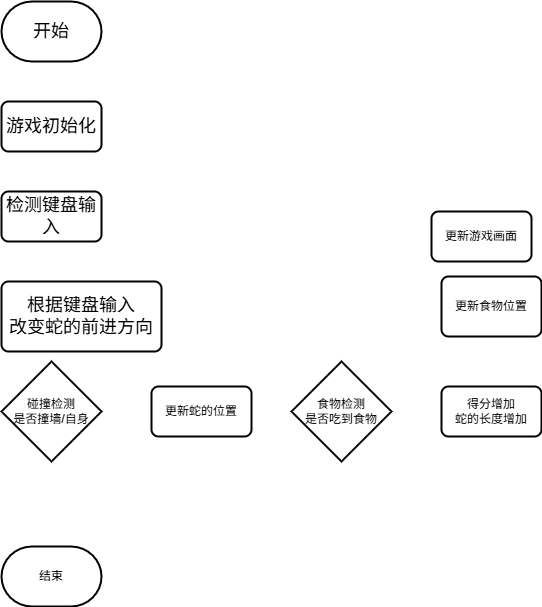 开始
游戏初始化
检测键盘输
入
更新游戏画面
根据键盘输入
改变蛇的前进方向
更新食物位置
碰撞检测
是否撞墙/自身
更新蛇的位置
食物检测
是否吃到食物
得分增加
蛇的长度增加
结束